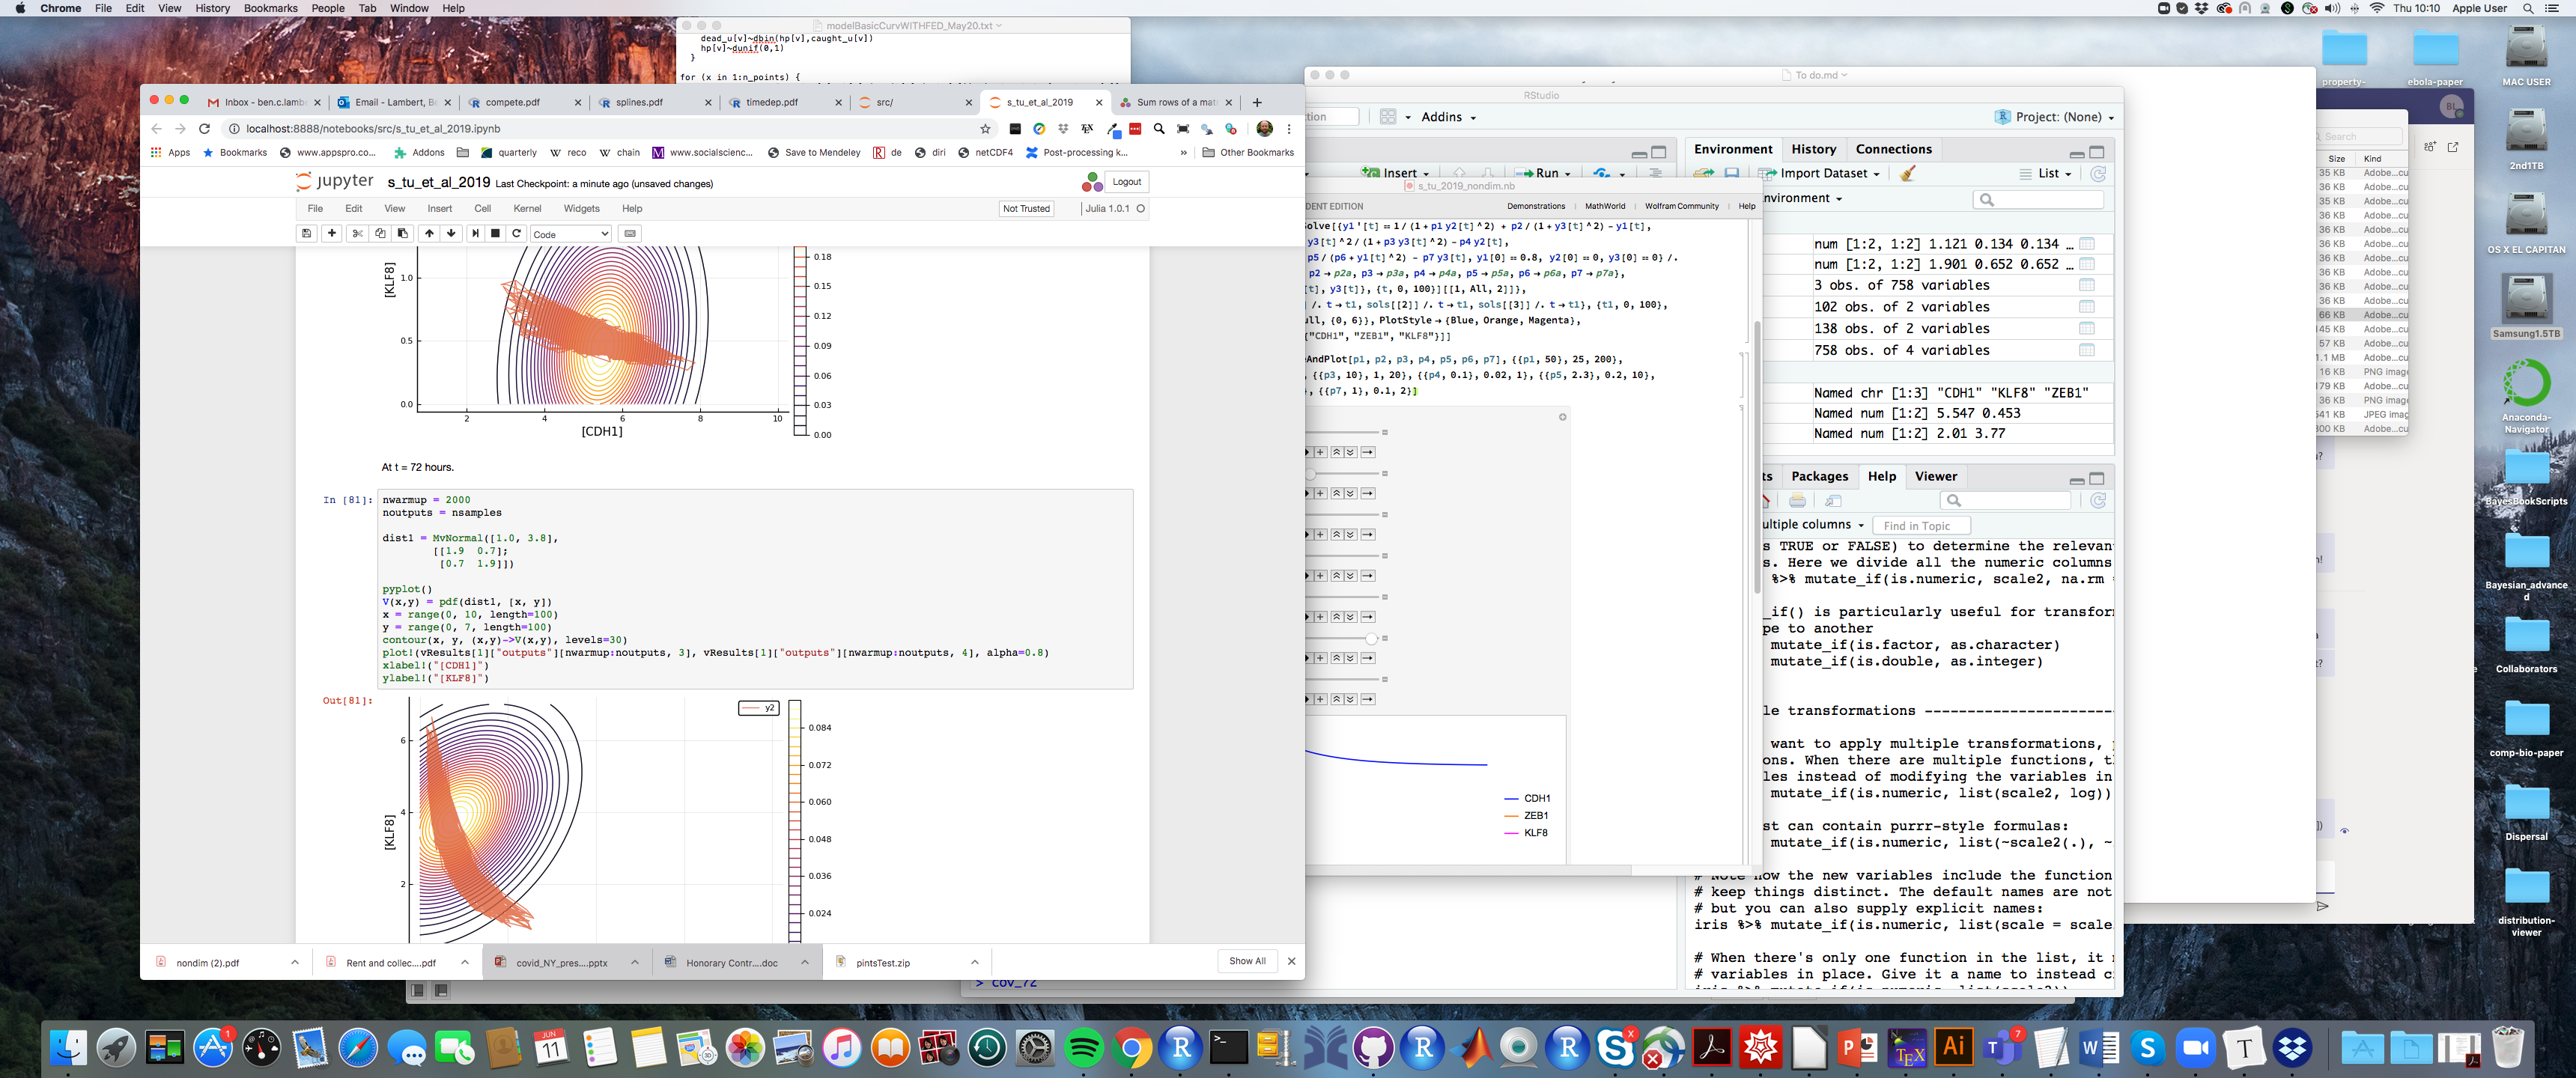 Chrome File Edit View History Bookmarks People Tab Window Help
Thu 10:10 Apple User
modelBasicCurvWITHFED_May20.txt
dead_u[v]~dbin(hp[v],caught_u[v])
hp[v]~dunif(0,1)
}
for (x in 1:n_points) {
Inbox - ben.c.lamb
Email - Lambert, Be
compete.pdf
splines.pdf
timedep.pdf
src/
s_tu_et_al_2019
Sum rows of a mat
localhost:8888/notebooks/src/s_tu_et_al_2019.ipynb
Apps Bookmarks www.appspro.co... Addons quarterly reco chain www.socialscienc... Save to Mendeley de diri netCDF4 Post-processing k... » Other Bookmarks
jupyter s_tu_et_al_2019 Last Checkpoint: a minute ago (unsaved changes)
Logout
File Edit View Insert Cell Kernel Widgets Help
Not Trusted
Julia 1.0.1
Code
[KLF8]
1.0
0.5
0.0
2 4 6 8 10
[CDH1]
0.18
0.15
0.12
0.09
0.06
0.03
0.00
At t = 72 hours.
In [81]:
nwarmup = 2000
noutputs = nsamples
dist1 = MvNormal([1.0, 3.8],
[[1.9 0.7];
[0.7 1.9]])
pyplot()
V(x,y) = pdf(dist1, [x, y])
x = range(0, 10, length=100)
y = range(0, 7, length=100)
contour(x, y, (x,y)->V(x,y), levels=30)
plot!(vResults[1]["outputs"][nwarmup:noutputs, 3], vResults[1]["outputs"][nwarmup:noutputs, 4], alpha=0.8)
xlabel!("[CDH1]")
ylabel!("[KLF8]")
Out[81]:
y2
6
4
2
[KLF8]
0.084
0.072
0.060
0.048
0.036
0.024
nondim (2).pdf
Rent and collec....pdf
covid_NY_pres....pptx
Honorary Contr....doc
pintsTest.zip
Show All
To do.md
RStudio
ction
Addins
Project: (None)
Insert
Run
Environment History Connections
Import Dataset
List
nvironment
num [1:2, 1:2] 1.121 0.134 0.134 …
num [1:2, 1:2] 1.901 0.652 0.652 …
3 obs. of 758 variables
102 obs. of 2 variables
138 obs. of 2 variables
758 obs. of 4 variables
Named chr [1:3] "CDH1" "KLF8" "ZEB1"
Named num [1:2] 5.547 0.453
Named num [1:2] 2.01 3.77
ts Packages Help Viewer
ultiple columns
Find in Topic
s TRUE or FALSE) to determine the relevan
s. Here we divide all the numeric columns
%>% mutate_if(is.numeric, scale2, na.rm =
_if() is particularly useful for transfor
pe to another
mutate_if(is.factor, as.character)
mutate_if(is.double, as.integer)
le transformations
want to apply multiple transformations,
ons. When there are multiple functions, t
les instead of modifying the variables in
mutate_if(is.numeric, list(scale2, log))
st can contain purrr-style formulas:
mutate_if(is.numeric, list(~scale2(.), ~
# Note how the new variables include the function
# keep things distinct. The default names are not
# but you can also supply explicit names:
iris %>% mutate_if(is.numeric, list(scale = scale
# When there's only one function in the list, it
# variables in place. Give it a name to instead c
> cov_72
s_tu_2019_nondim.nb
DENT EDITION
Demonstrations | MathWorld | Wolfram Community | Help
olve[{y1'[t] == 1/(1 + p1 y2[t]^2) + p2/(1 + y3[t]^2) - y1[t],
y3[t]^2/(1 + p3 y3[t]^2) - p4 y2[t],
p5/(p6 + y1[t]^2) - p7 y3[t], y1[0] == 0.8, y2[0] == 0, y3[0] == 0} /.
p2 → p2a, p3 → p3a, p4 → p4a, p5 → p5a, p6 → p6a, p7 → p7a},
[t], y3[t]}, {t, 0, 100}][[1, All, 2]]},
] /. t → t1, sols[[2]] /. t → t1, sols[[3]] /. t → t1}, {t1, 0, 100},
ull, {0, 6}}, PlotStyle → {Blue, Orange, Magenta},
{"CDH1", "ZEB1", "KLF8"}]]
eAndPlot[p1, p2, p3, p4, p5, p6, p7], {{p1, 50}, 25, 200},
, {{p3, 10}, 1, 20}, {{p4, 0.1}, 0.02, 1}, {{p5, 2.3}, 0.2, 10},
}, {{p7, 1}, 0.1, 2}]
CDH1
ZEB1
KLF8
BL
Search
Size Kind
35 KB Adobe...cu
36 KB Adobe...cu
36 KB Adobe...cu
36 KB Adobe...cu
36 KB Adobe...cu
36 KB Adobe...cu
36 KB Adobe...cu
36 KB Adobe...cu
36 KB Adobe...cu
36 KB Adobe...cu
66 KB Adobe...cu
145 KB Adobe...cu
57 KB Adobe...cu
1.1 MB Adobe...cu
16 KB PNG imag
179 KB Adobe...cu
36 KB PNG imag
541 KB JPEG imag
300 KB Adobe...cu
property-
ebola-paper
MAC USER
2nd1TB
OS X EL CAPITAN
Samsung1.5TB
Anaconda-
Navigator
BayesBookScripts
Bayesian_advance
d
Collaborators
comp-bio-paper
Dispersal
distribution-
viewer
JUN
11